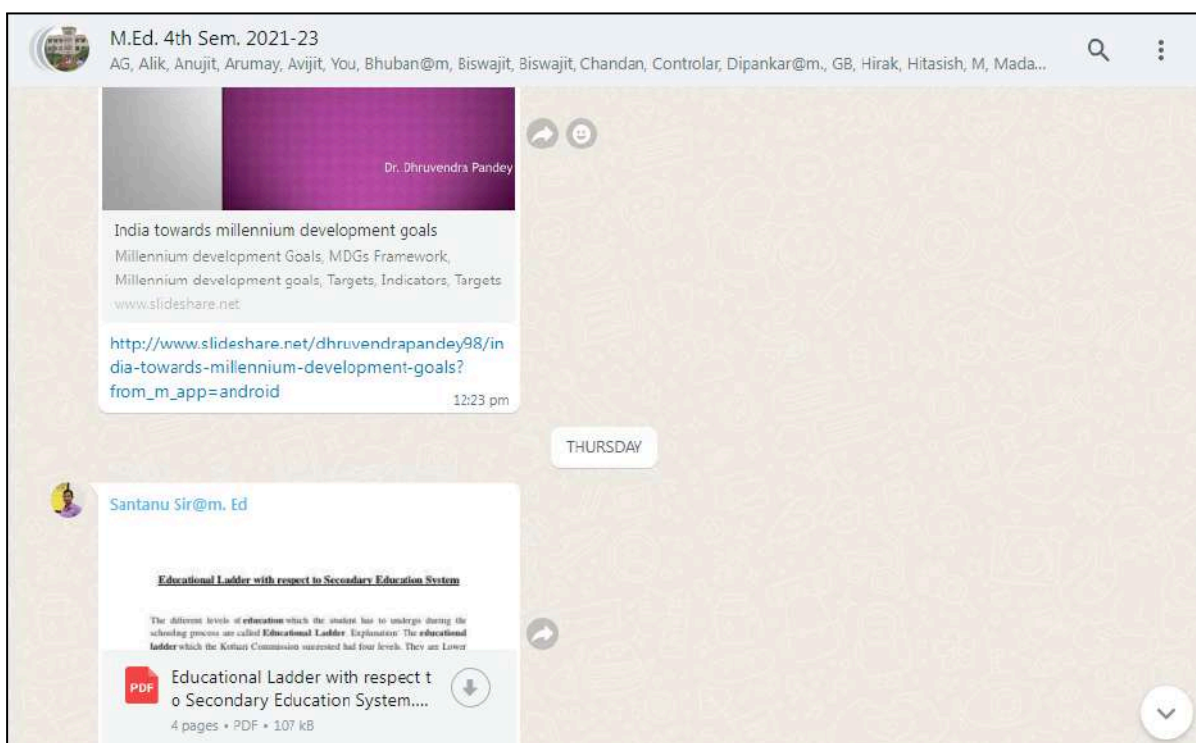 M.Ed. 4th Sem. 2021-23
AG, Alik, Anujit, Arumay, Avijit, You, Bhuban@m, Biswajit, Biswajit, Chandan, Controlar, Dipankar@m., GB, Hirak, Hitasish, M, Mada...
Dr. Dhruvendra Pandey
India towards millennium development goals
Millennium development Goals, MDGs Framework,
Millennium development goals, Targets, Indicators, Targets
www.slideshare.net
http://www.slideshare.net/dhruvendrapandey98/in
dia-towards-millennium-development-goals?
from_m_app=android
12:23 pm
THURSDAY
Santanu Sir@m. Ed
Educational Ladder with respect to Secondary Education System
The different levels of education which the student has to undergo during the
schooling process are called Educational Ladder. Explanation: The educational
ladder which the Kothari Commission suggested had four levels. They are Lower
PDF
Educational Ladder with respect t
o Secondary Education System....
4 pages • PDF • 107 kB